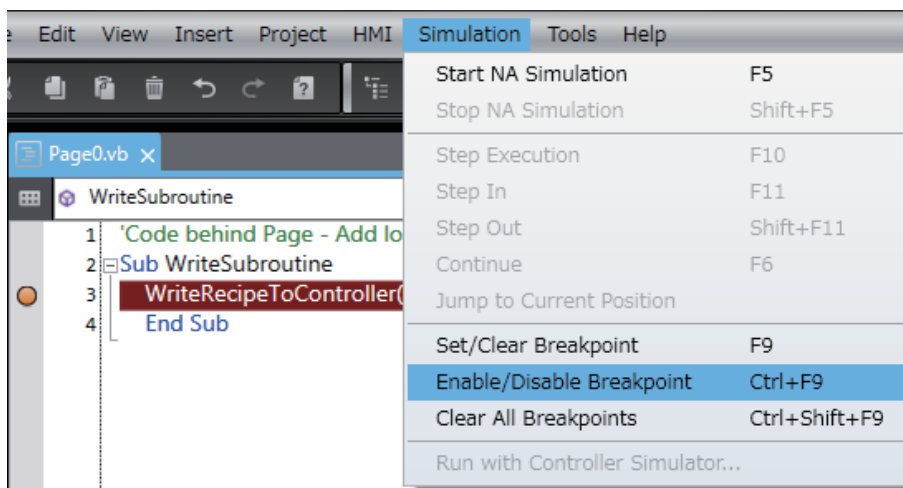 Edit View Insert Project HMI Simulation Tools Help
Start NA Simulation F5
Stop NA Simulation Shift+F5
Page0.vb
Step Execution F10
WriteSubroutine
Step In F11
1 'Code behind Page - Add lo
Step Out Shift+F11
2 Sub WriteSubroutine
Continue F6
3 WriteRecipeToController(
Jump to Current Position
4 End Sub
Set/Clear Breakpoint F9
Enable/Disable Breakpoint Ctrl+F9
Clear All Breakpoints Ctrl+Shift+F9
Run with Controller Simulator...